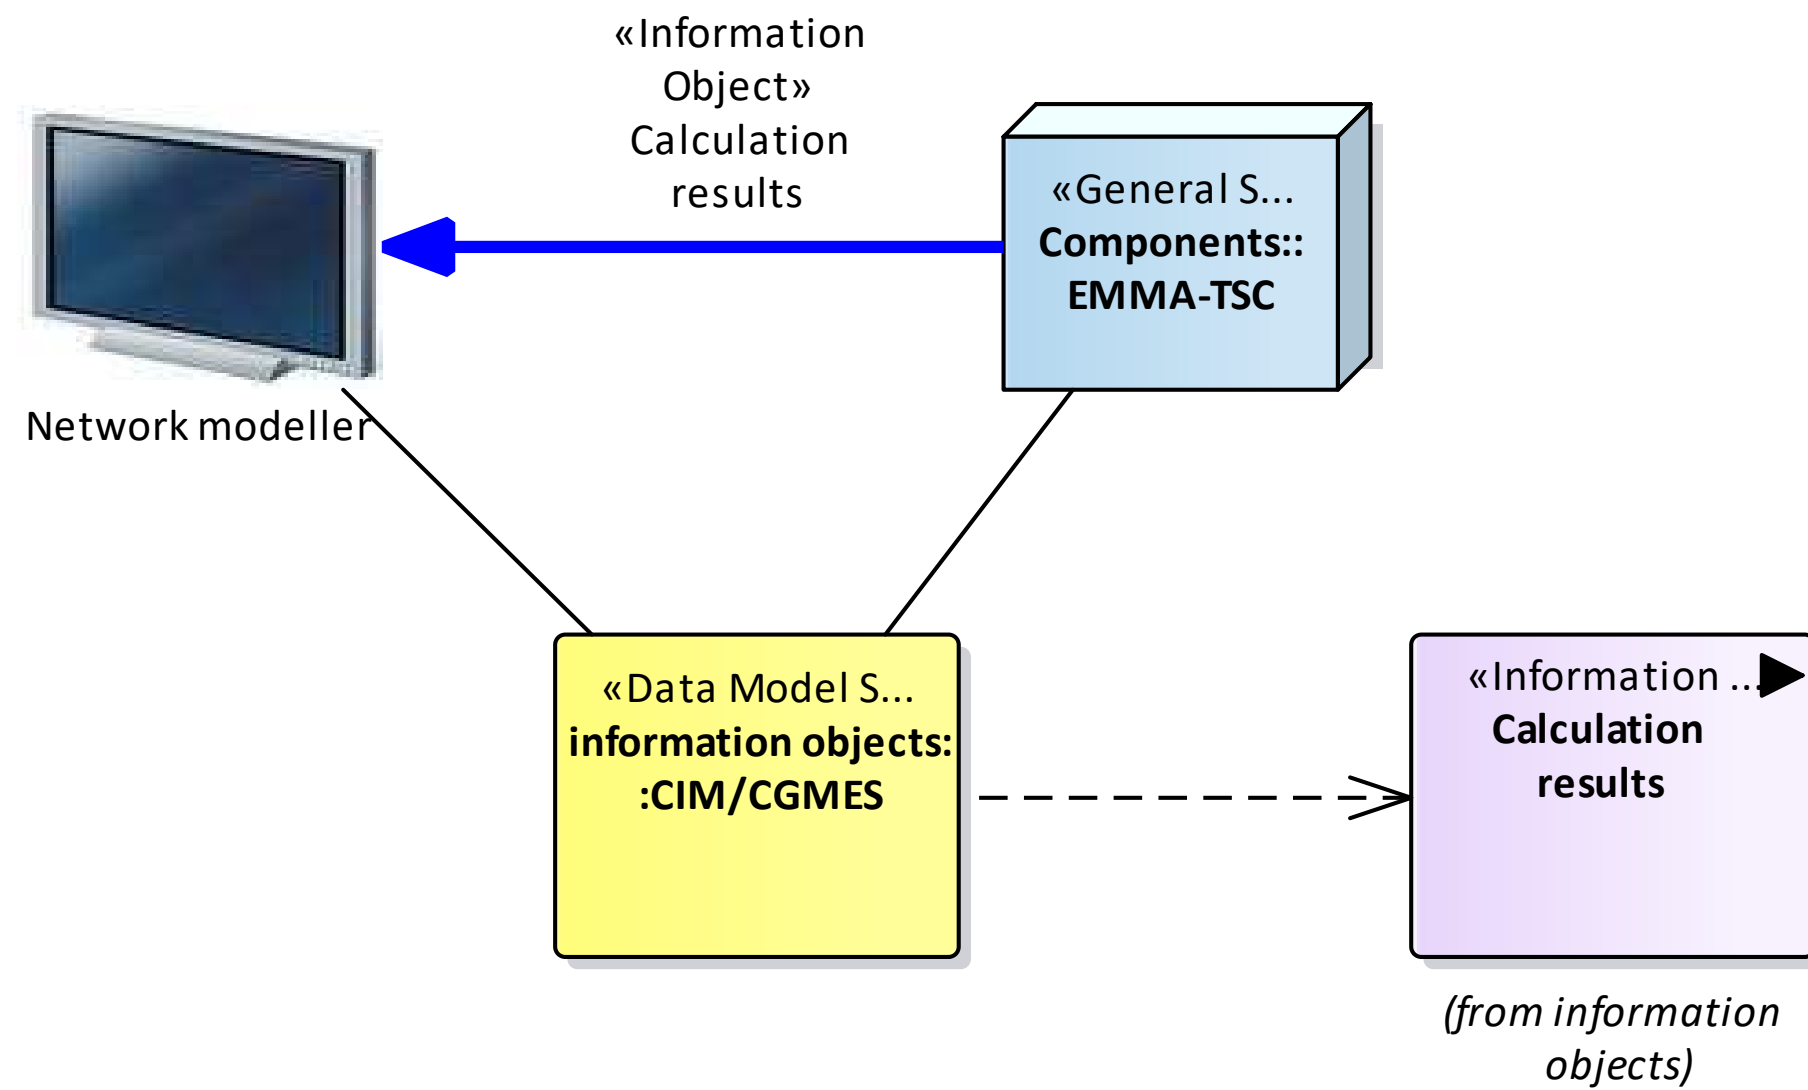 «Information
Object»
Calculation
results
«General S...
Components::
EMMA-TSC
Network modeller
«Data Model S...
information objects:
:CIM/CGMES
«Information ...
Calculation
results
(from information
objects)